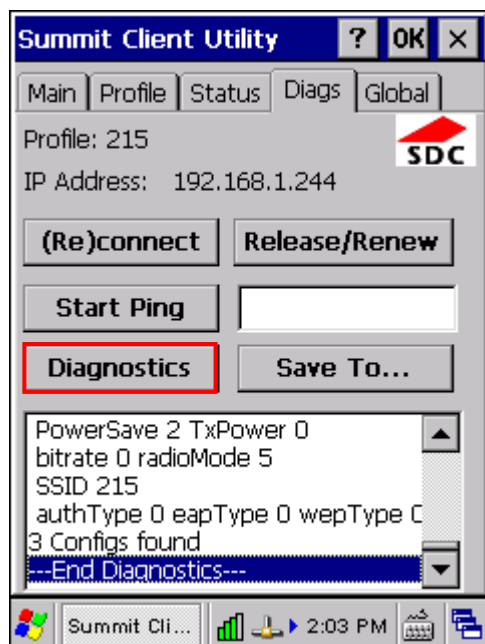 Summit Client Utility ? OK ×
Main Profile Status Diags Global
Profile: 215
SDC
IP Address: 192.168.1.244
(Re)connect Release/Renew
Start Ping
Diagnostics Save To...
PowerSave 2 TxPower 0
bitrate 0 radioMode 5
SSID 215
authType 0 eapType 0 wepType
3 Configs found
---End Diagnostics---
Summit Cli... 2:03 PM